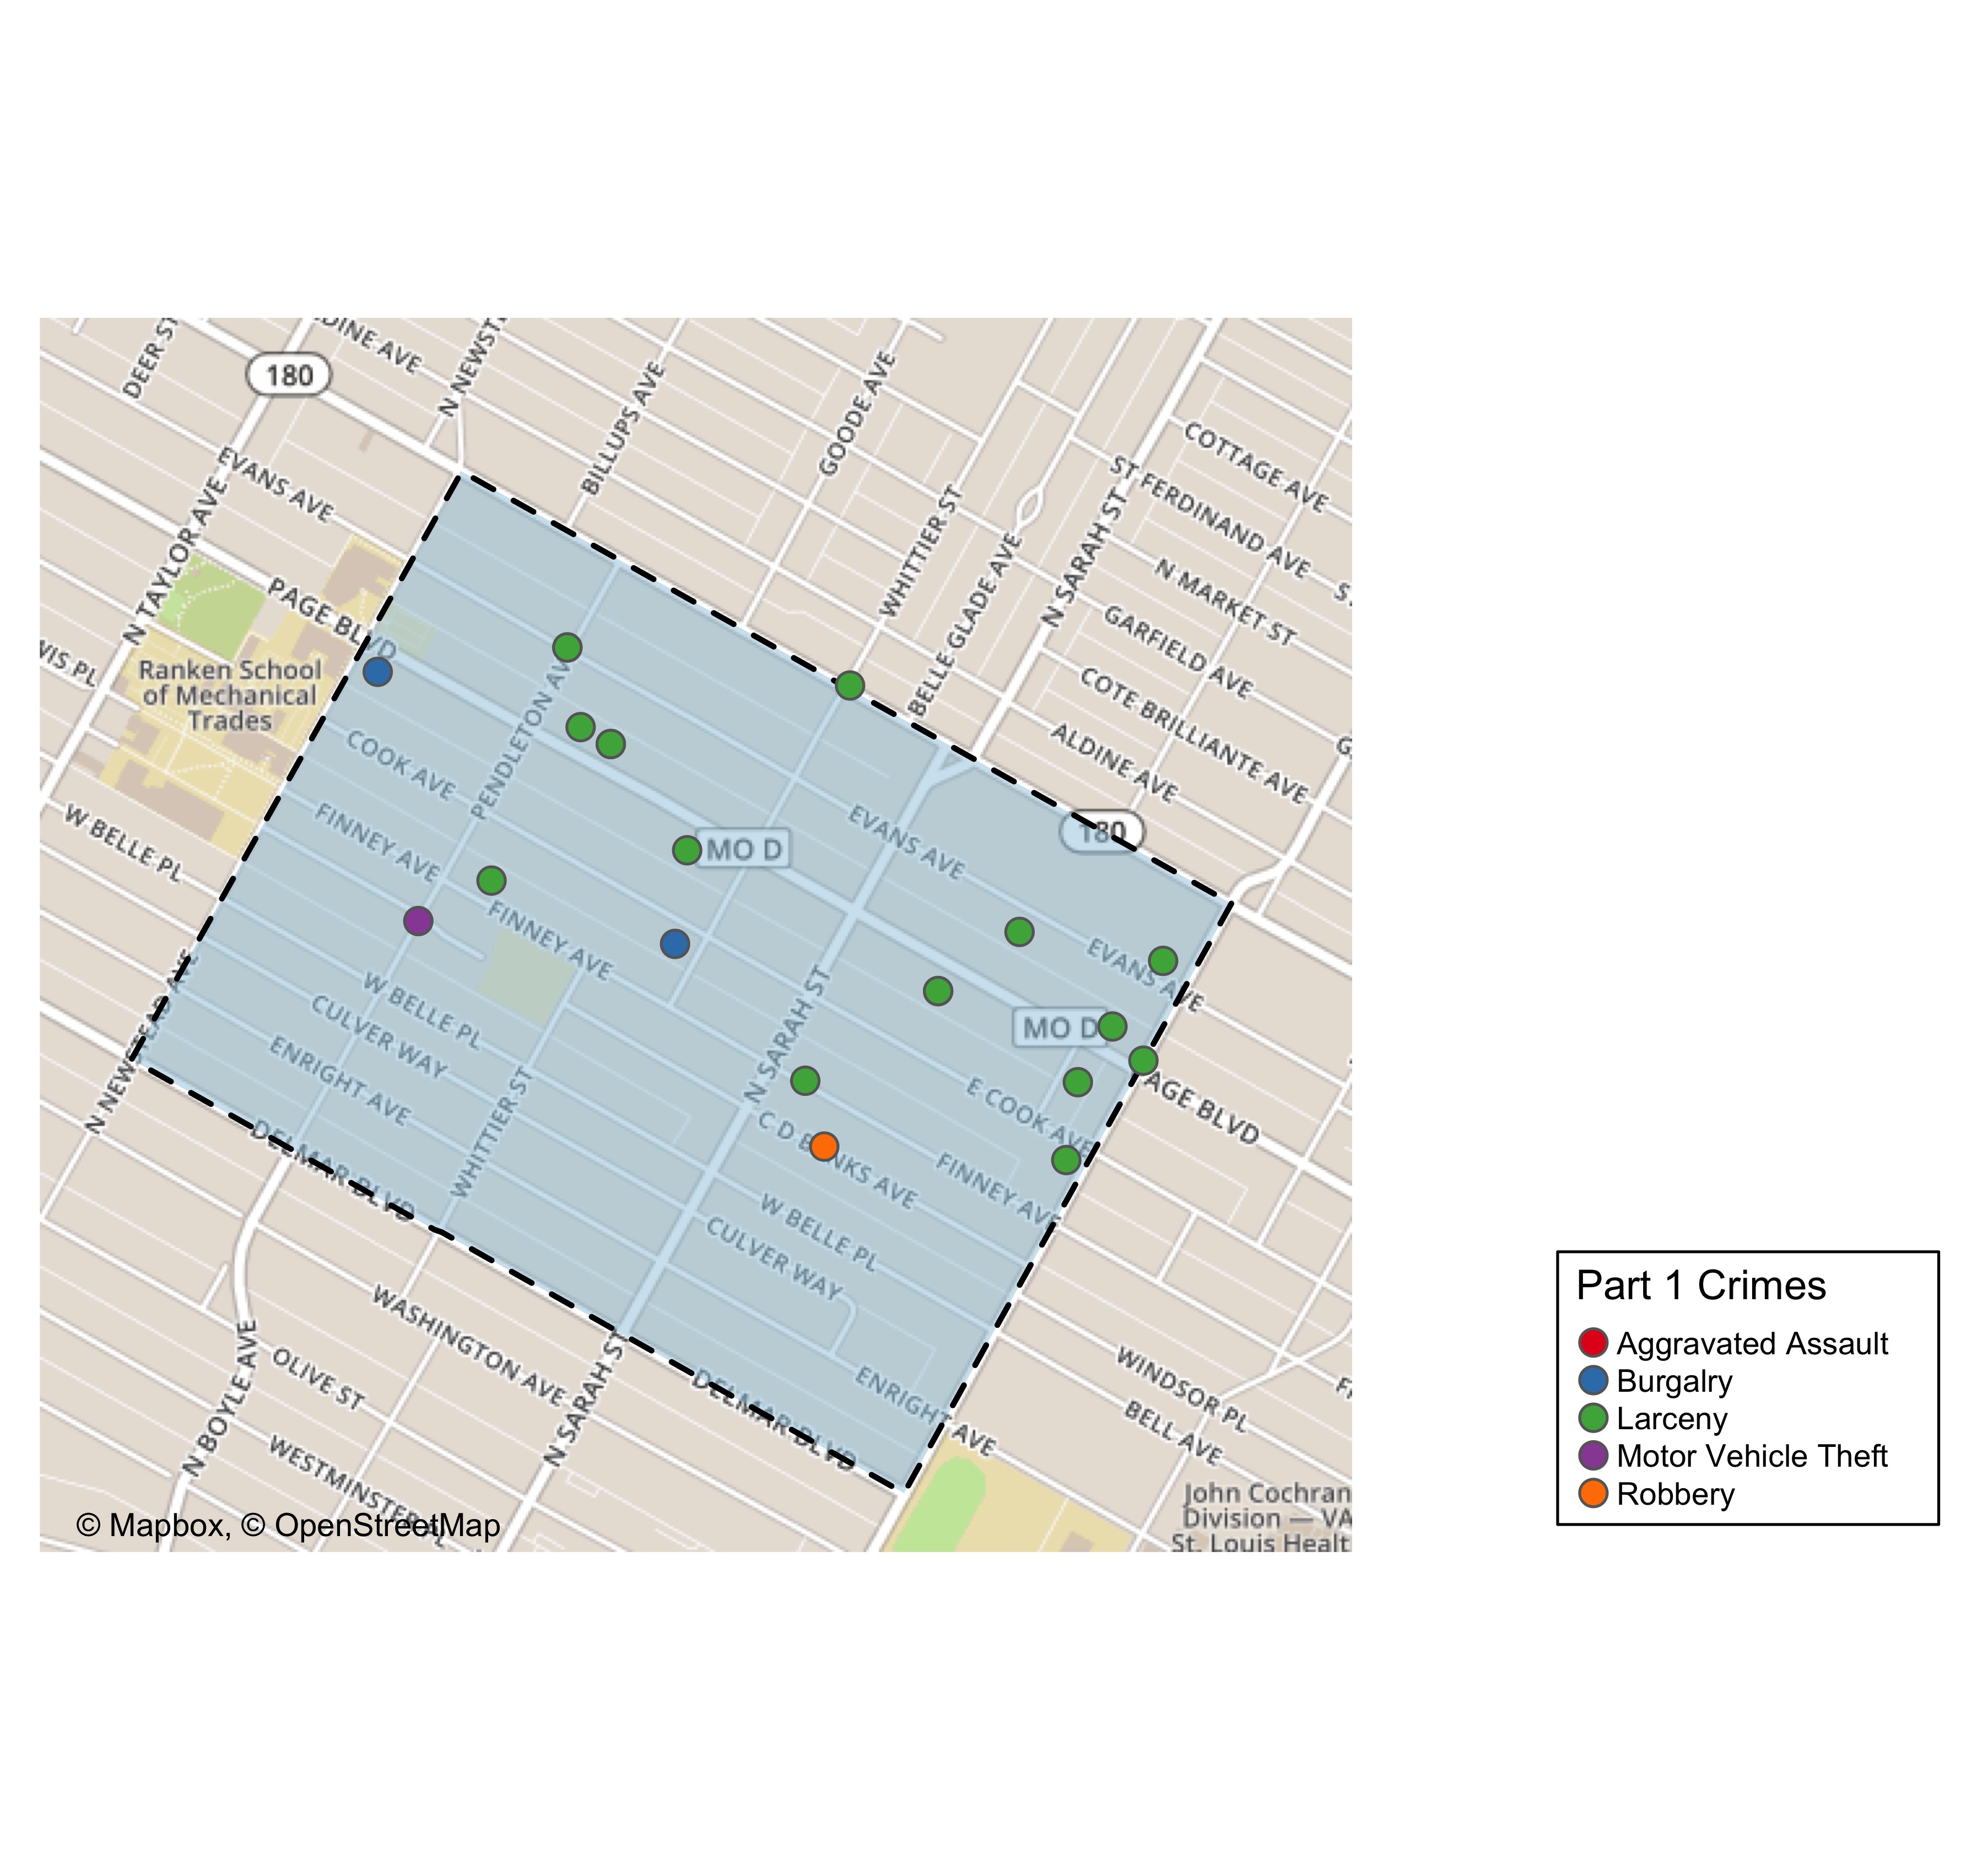 DEER ST
180
DINE AVE
N NEWST
BILLUPS AVE
GOODE AVE
WHITTIER ST
BELLE GLADE AVE
N SARAH ST
COTTAGE AVE
ST FERDINAND AVE
N MARKET ST
GARFIELD AVE
COTE BRILLIANTE AVE
ALDINE AVE
EVANS AVE
N TAYLOR AVE
PAGE BLVD
Ranken School
of Mechanical
Trades
WIS PL
W BELLE PL
COOK AVE
PENDLETON AV
FINNEY AVE
MO D
EVANS AVE
180
FINNEY AVE
EVANS AVE
MO D
N SARAH ST
W BELLE PL
CULVER WAY
ENRIGHT AVE
N NEWSTEAD AVE
DELMAR BLVD
WHITTIER ST
E COOK AVE
AGE BLVD
C D B NKS AVE
FINNEY AVE
W BELLE PL
CULVER WAY
ENRIGHT AVE
DELMAR BLVD
WASHINGTON AVE
OLIVE ST
N BOYLE AVE
WESTMINSTER PL
N SARAH ST
WINDSOR PL
BELL AVE
John Cochran
Division — VA
St. Louis Healt
© Mapbox, © OpenStreetMap
Part 1 Crimes
Aggravated Assault
Burgalry
Larceny
Motor Vehicle Theft
Robbery